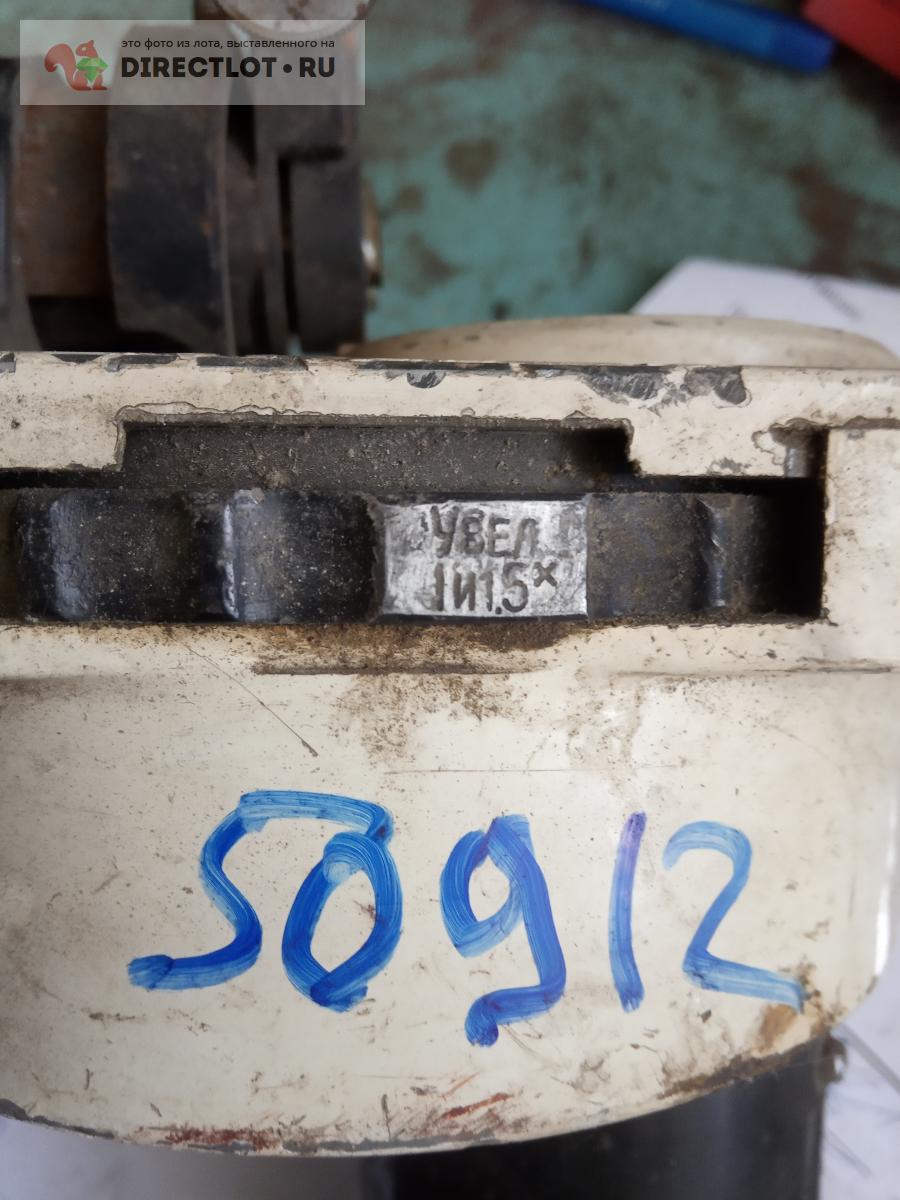 это фото из лота, выставленного на
DIRECTLOT•RU
УВЕЛ
1и1.5х
50912